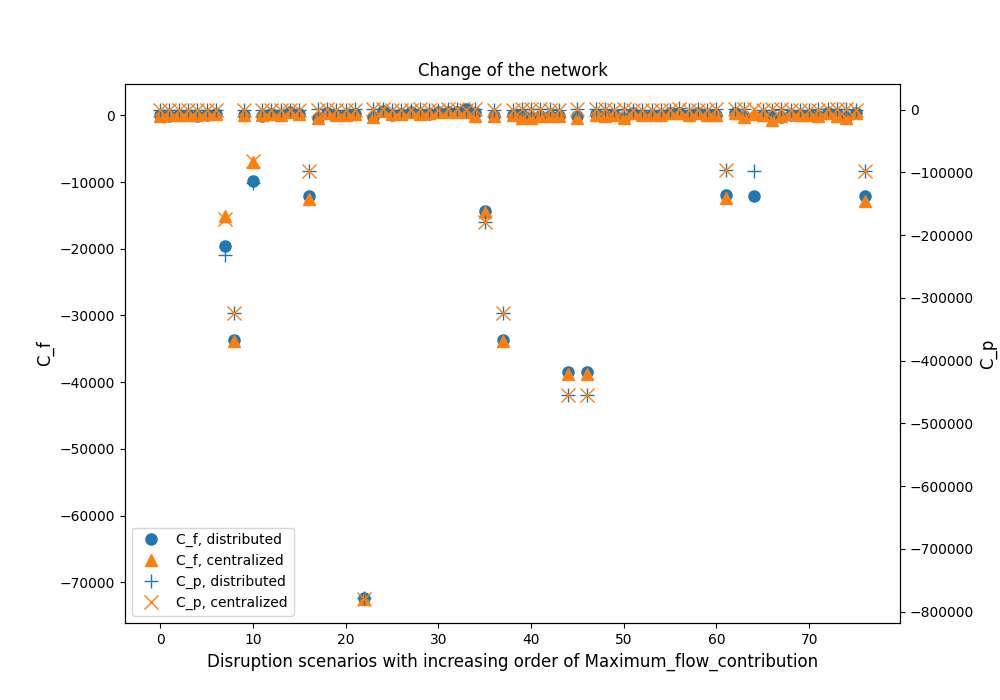 Change of the network
0
−10000
−20000
−30000
−40000
−50000
−60000
−70000
C_f
0
−100000
−200000
−300000
−400000
−500000
−600000
−700000
−800000
C_p
C_f, distributed
C_f, centralized
C_p, distributed
C_p, centralized
0 10 20 30 40 50 60 70
Disruption scenarios with increasing order of Maximum_flow_contribution